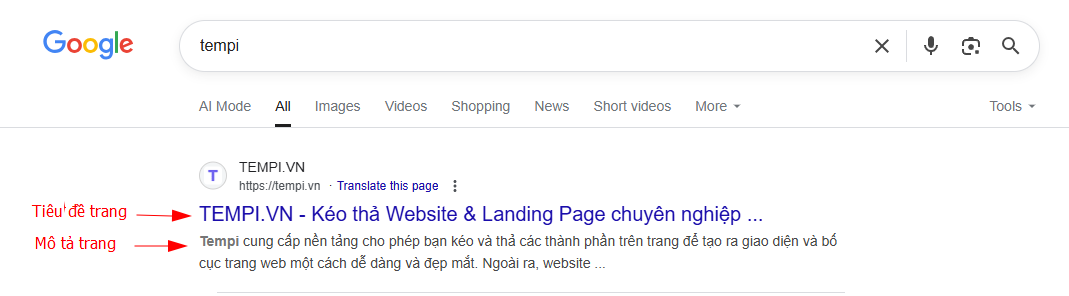 Google
tempi
AI Mode All Images Videos Shopping News Short videos More Tools
T
TEMPI.VN
https://tempi.vn · Translate this page
Tiêu đề trang
TEMPI.VN - Kéo thả Website & Landing Page chuyên nghiệp ...
Mô tả trang
Tempi cung cấp nền tảng cho phép bạn kéo và thả các thành phần trên trang để tạo ra giao diện và bố
cục trang web một cách dễ dàng và đẹp mắt. Ngoài ra, website ...